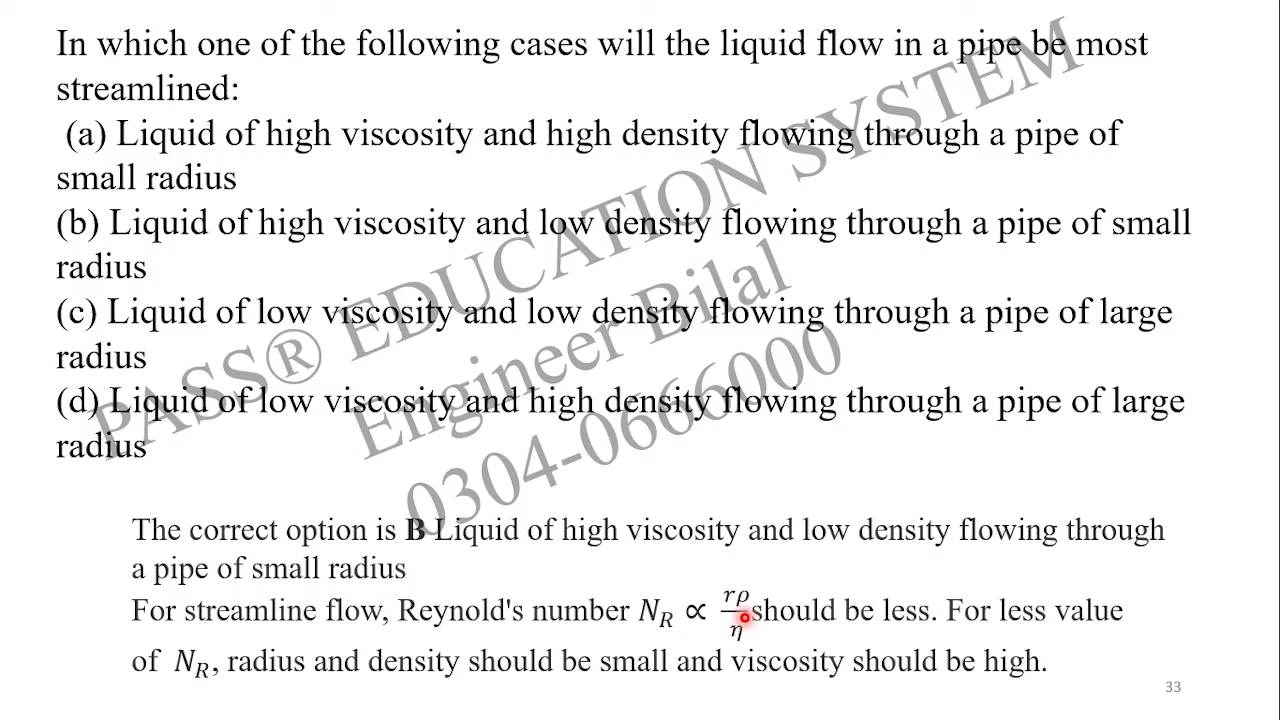 In which one of the following cases will the liquid flow in a pipe be most
streamlined:
(a) Liquid of high viscosity and high density flowing through a pipe of
small radius
(b) Liquid of high viscosity and low density flowing through a pipe of small
radius
(c) Liquid of low viscosity and low density flowing through a pipe of large
radius
(d) Liquid of low viscosity and high density flowing through a pipe of large
radius
PASS® EDUCATION SYSTEM
Engineer Bilal
0304-0666000
The correct option is B Liquid of high viscosity and low density flowing through
a pipe of small radius
For streamline flow, Reynold's number N_R ∝ rρ/η should be less. For less value
of N_R, radius and density should be small and viscosity should be high.
33